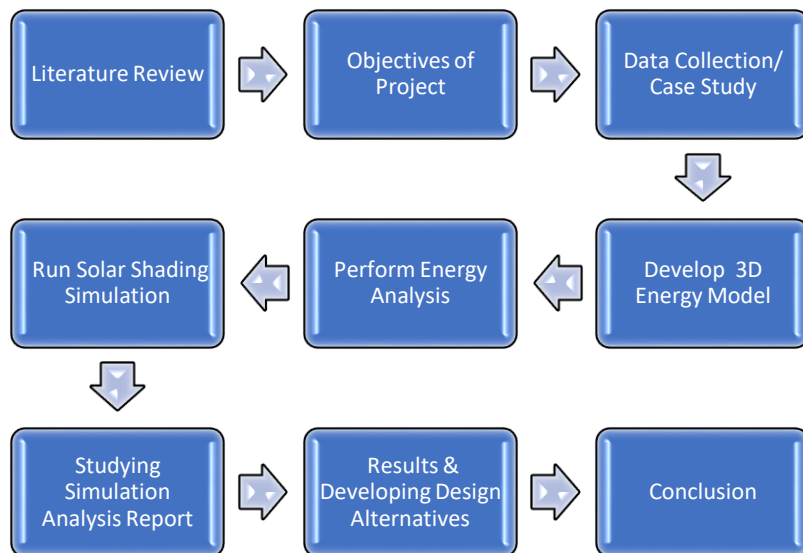 Literature Review
Objectives of
Project
Data Collection/
Case Study
Develop 3D
Energy Model
Perform Energy
Analysis
Run Solar Shading
Simulation
Studying
Simulation
Analysis Report
Results &
Developing Design
Alternatives
Conclusion